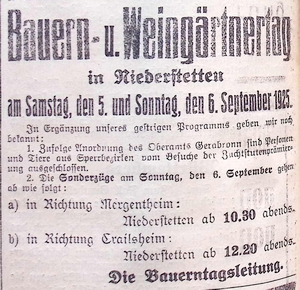 Bauern- u. Weingärtnertag
in Niederstetten
am Samstag, den 5. und Sonntag, den 6. September 1925.
In Ergänzung unseres gestrigen Programms geben wir noch
bekannt:
1. Infolge Anordnung des Oberamts Gerabronn sind Personen
und Tiere aus Sperrbezirken vom Besuche der Zuchtstutenprämier-
ung ausgeschlossen.
2. Die Sonderzüge am Sonntag, den 6. September gehen
ab wie folgt:
a) in Richtung Mergentheim:
Niederstetten ab 10.30 abends.
b) in Richtung Crailsheim:
Niederstetten ab 12.20 abends.
Die Bauerntagsleitung.